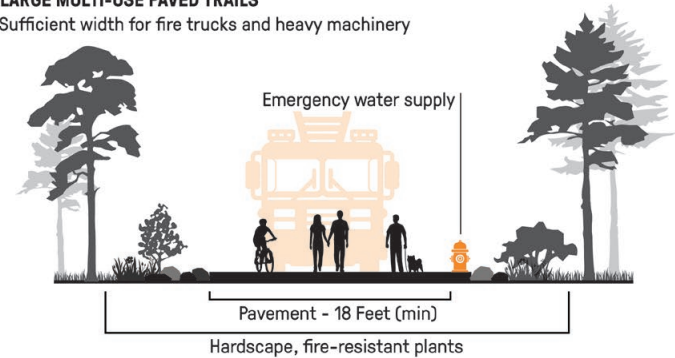 LARGE MULTI-USE PAVED TRAILS
Sufficient width for fire trucks and heavy machinery
Emergency water supply
Pavement - 18 Feet (min)
Hardscape, fire-resistant plants